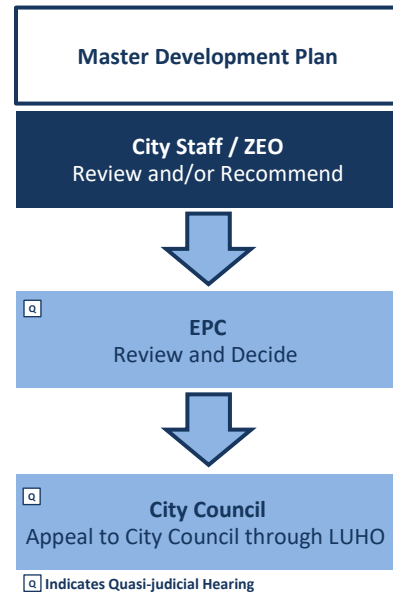 Master Development Plan
City Staff / ZEO
Review and/or Recommend
Q
EPC
Review and Decide
Q
City Council
Appeal to City Council through LUHO
Q Indicates Quasi-judicial Hearing